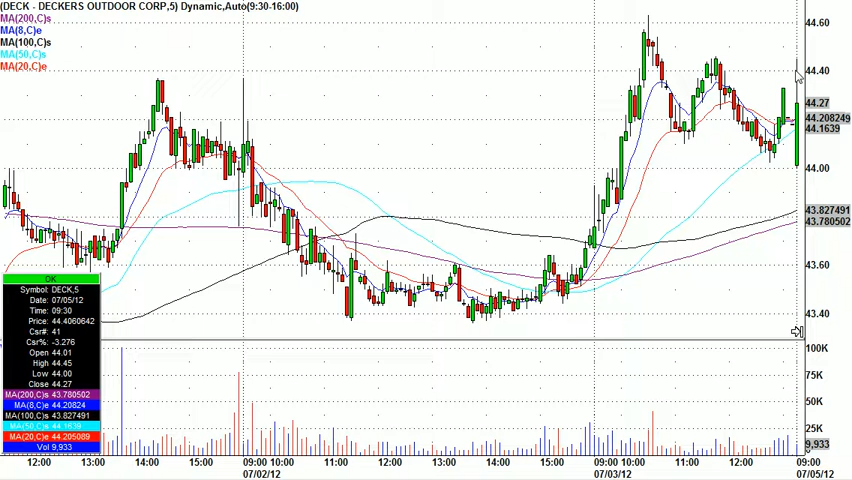 (DECK - DECKERS OUTDOOR CORP,5) Dynamic,Auto(9:30-16:00)
MA(200,C)s
MA(8,C)e
MA(100,C)s
MA(50,C)s
MA(20,C)e
44.60
44.40
44.27
44.208249
44.1639
44.00
43.827491
43.780502
43.60
43.40
OK
Symbol: DECK,5
Date: 07/05/12
Time: 09:30
Price: 44.4060642
Csr#: 41
Csr%: -3.276
Open 44.01
High 44.45
Low 44.00
Close 44.27
MA(200,C)s 43.780502
MA(8,C)e 44.20824
MA(100,C)s 43.827491
MA(50,C)s 44.1639
MA(20,C)e 44.205089
Vol 9,933
100K
75K
50K
25K
9,933
12:00 13:00 14:00 15:00 09:00 10:00 11:00 12:00 13:00 14:00 15:00 09:00 10:00 11:00 12:00 09:00
07/02/12 07/03/12 07/05/12